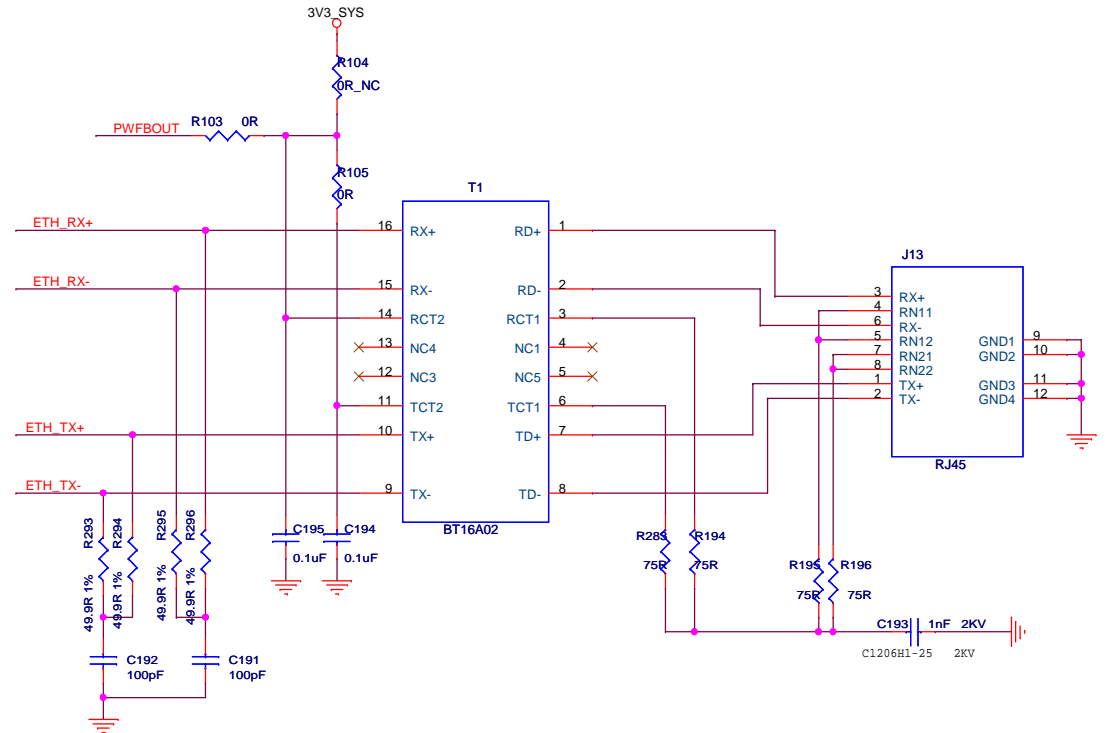 3V3_SYS
R104
0R_NC
PWFBOUT
R103 0R
R105
0R
T1
ETH_RX+
16 RX+ RD+ 1
J13
ETH_RX-
15 RX- RD- 2
3 RX+
14 RCT2 RCT1 3
4 RN11
6 RX-
13 NC4 NC1 4
5 RN12 GND1 9
7 RN21 GND2 10
12 NC3 NC5 5
8 RN22
1 TX+ GND3 11
2 TX- GND4 12
11 TCT2 TCT1 6
ETH_TX+
10 TX+ TD+ 7
RJ45
ETH_TX-
9 TX- TD- 8
BT16A02
R293
49.9R 1%
R294
49.9R 1%
R295
49.9R 1%
R296
49.9R 1%
C195
0.1uF
C194
0.1uF
R194
75R
75R
R195
75R
R196
75R
C193 1nF 2KV
C1206H1-25 2KV
C192
100pF
C191
100pF